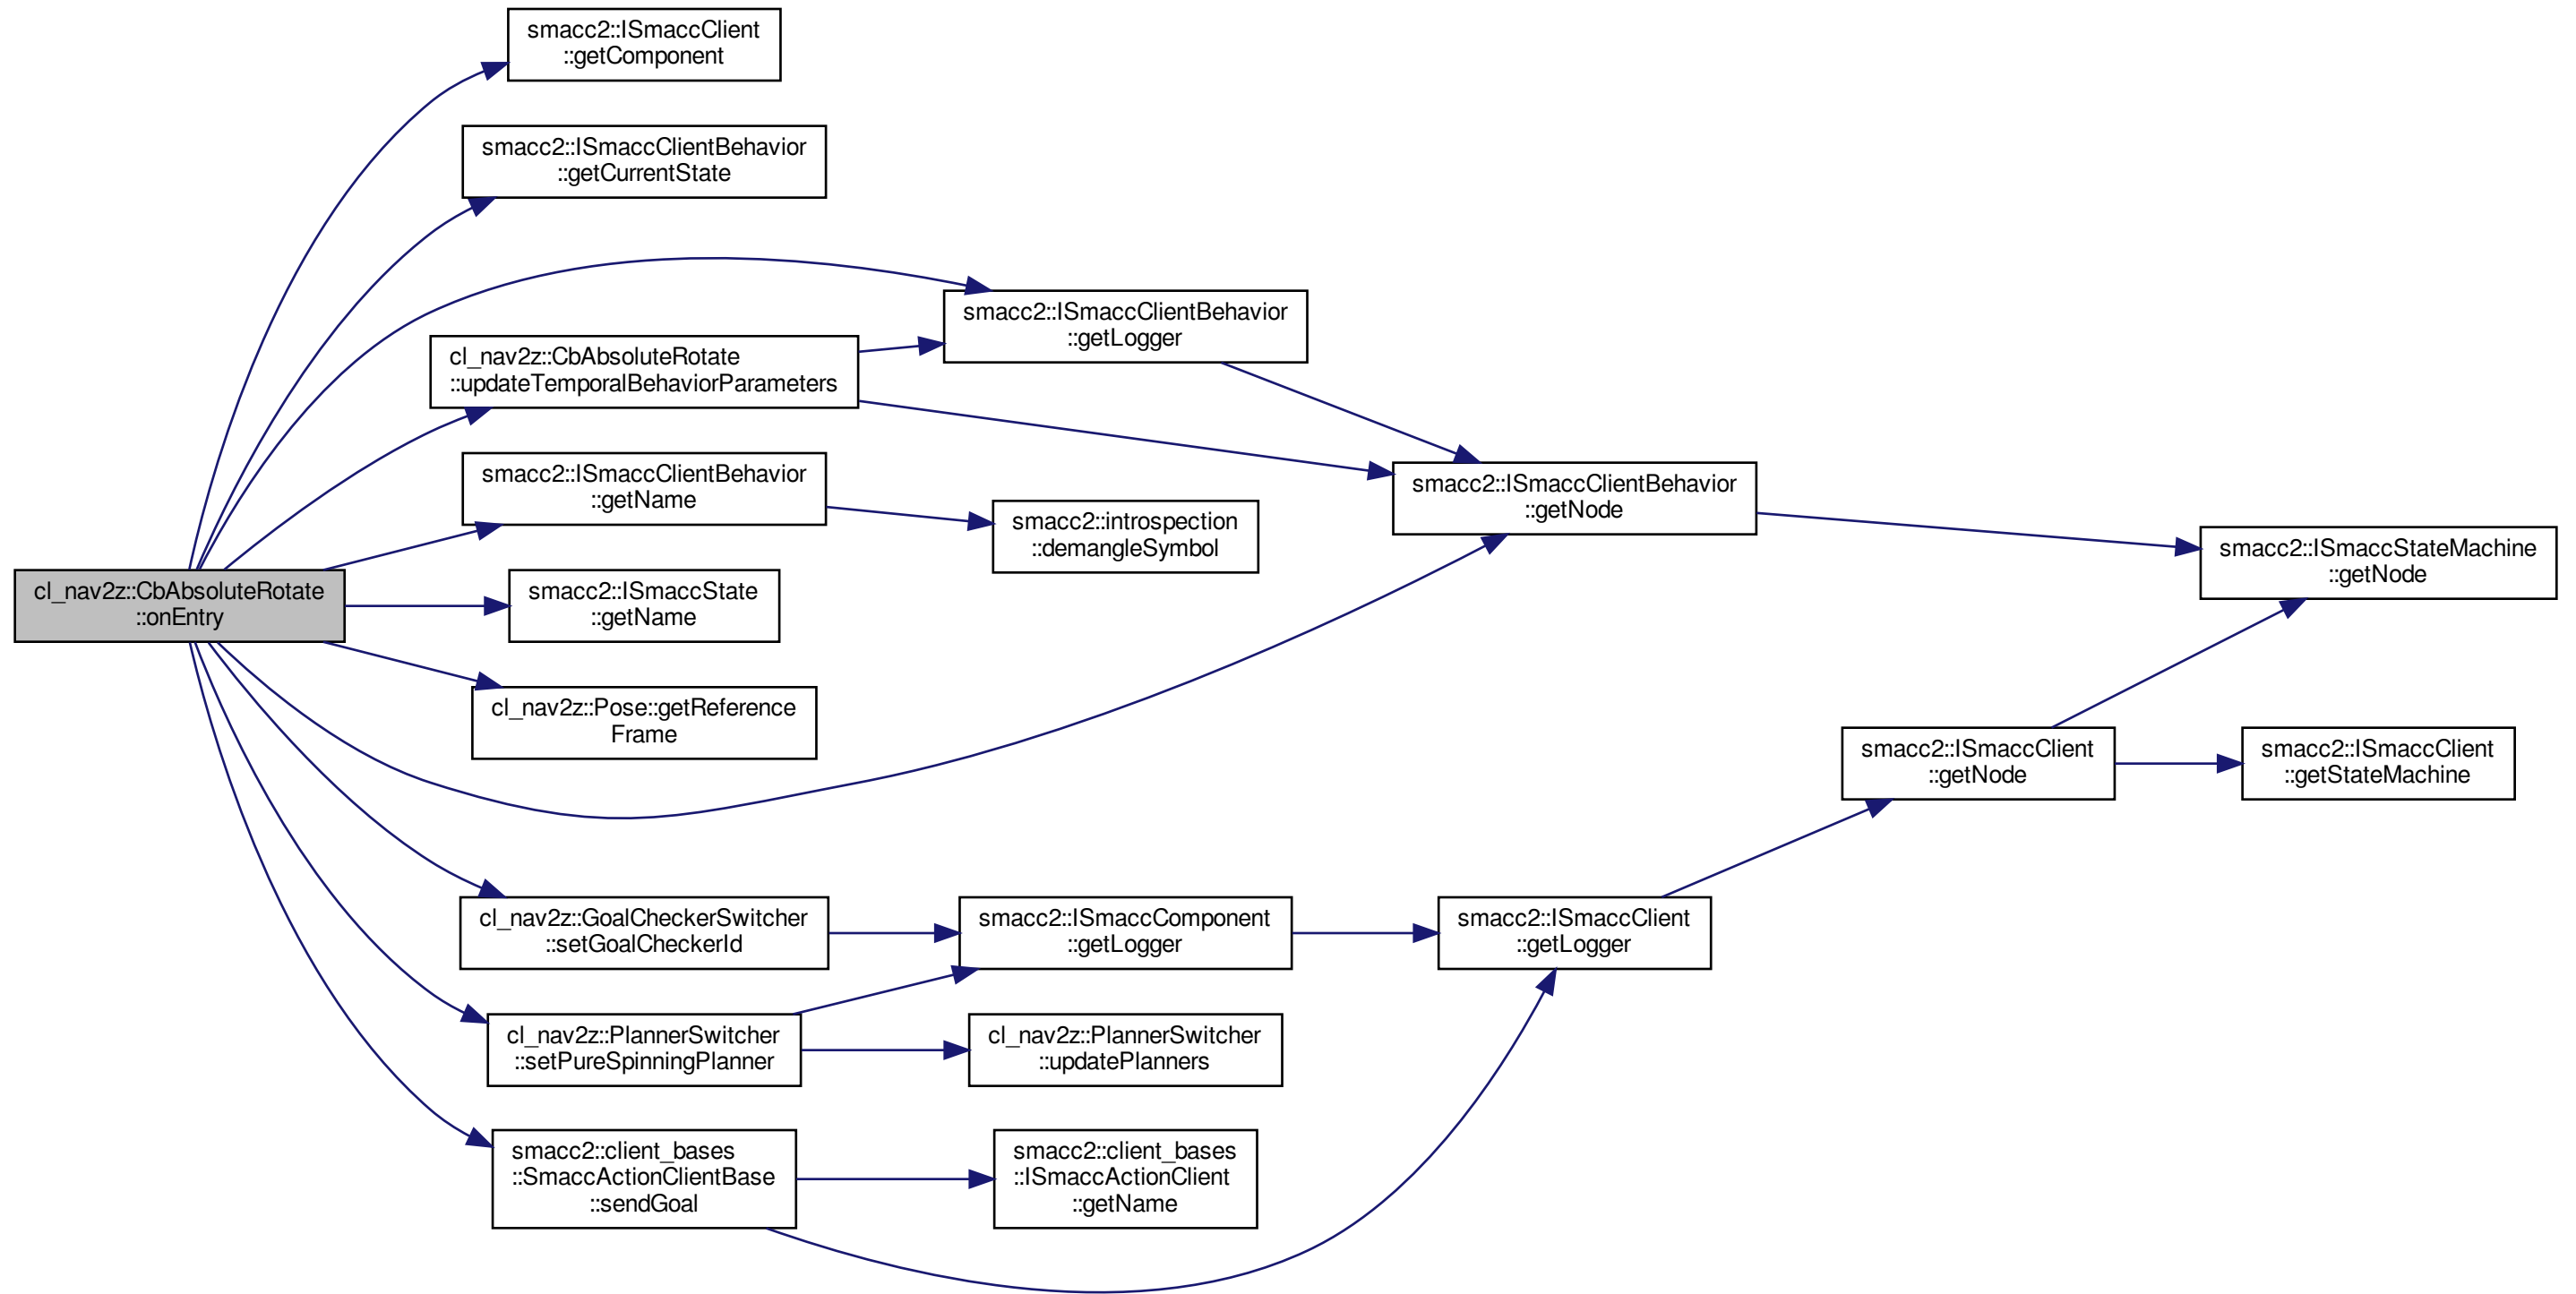 smacc2::ISmaccClient
::getComponent
smacc2::ISmaccClientBehavior
::getCurrentState
smacc2::ISmaccClientBehavior
::getLogger
cl_nav2z::CbAbsoluteRotate
::updateTemporalBehaviorParameters
smacc2::ISmaccClientBehavior
::getName
smacc2::ISmaccClientBehavior
::getNode
smacc2::introspection
::demangleSymbol
smacc2::ISmaccStateMachine
::getNode
cl_nav2z::CbAbsoluteRotate
::onEntry
smacc2::ISmaccState
::getName
cl_nav2z::Pose::getReference
Frame
smacc2::ISmaccClient
::getNode
smacc2::ISmaccClient
::getStateMachine
cl_nav2z::GoalCheckerSwitcher
::setGoalCheckerId
smacc2::ISmaccComponent
::getLogger
smacc2::ISmaccClient
::getLogger
cl_nav2z::PlannerSwitcher
::setPureSpinningPlanner
cl_nav2z::PlannerSwitcher
::updatePlanners
smacc2::client_bases
::SmaccActionClientBase
::sendGoal
smacc2::client_bases
::ISmaccActionClient
::getName